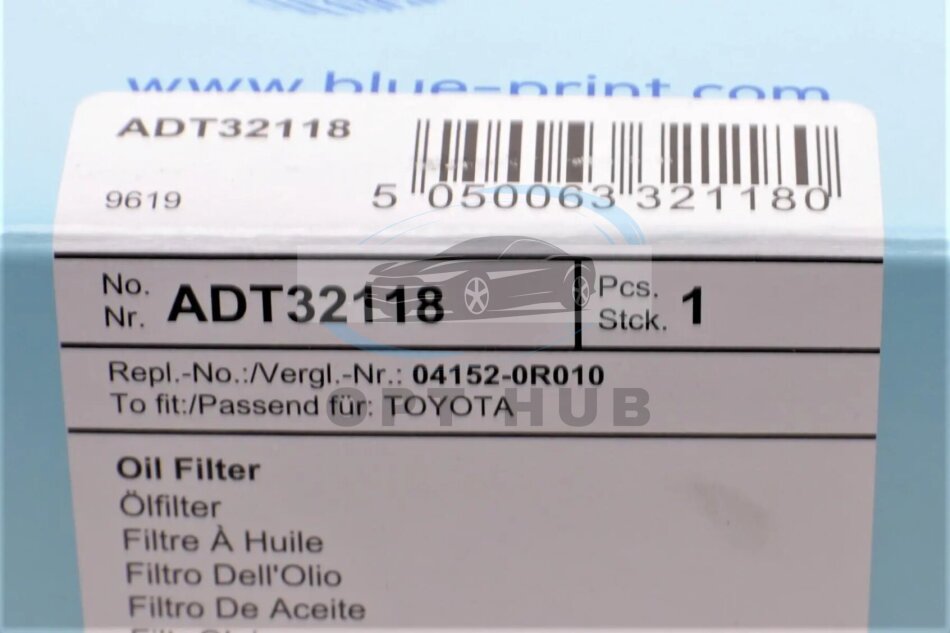 www.blue-print.com
ADT32118
9619
5 050063 321180
No.
Nr. ADT32118
Pcs.
Stck. 1
Repl.-No.:/Vergl.-Nr.: 04152-0R010
To fit:/Passend für: TOYOTA
OPT HUB
Oil Filter
Ölfilter
Filtre À Huile
Filtro Dell'Olio
Filtro De Aceite